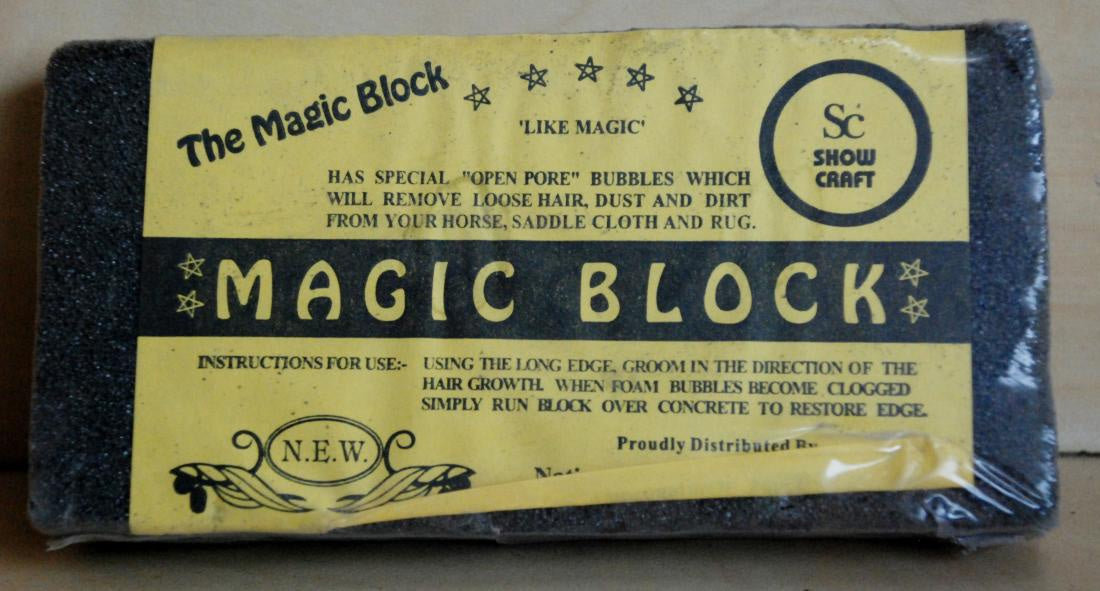 The Magic Block
'LIKE MAGIC'
Sc
SHOW
CRAFT
HAS SPECIAL "OPEN PORE" BUBBLES WHICH
WILL REMOVE LOOSE HAIR, DUST AND DIRT
FROM YOUR HORSE, SADDLE CLOTH AND RUG.
MAGIC BLOCK
INSTRUCTIONS FOR USE:- USING THE LONG EDGE, GROOM IN THE DIRECTION OF THE
HAIR GROWTH. WHEN FOAM BUBBLES BECOME CLOGGED
SIMPLY RUN BLOCK OVER CONCRETE TO RESTORE EDGE.
N.E.W.
Proudly Distributed By